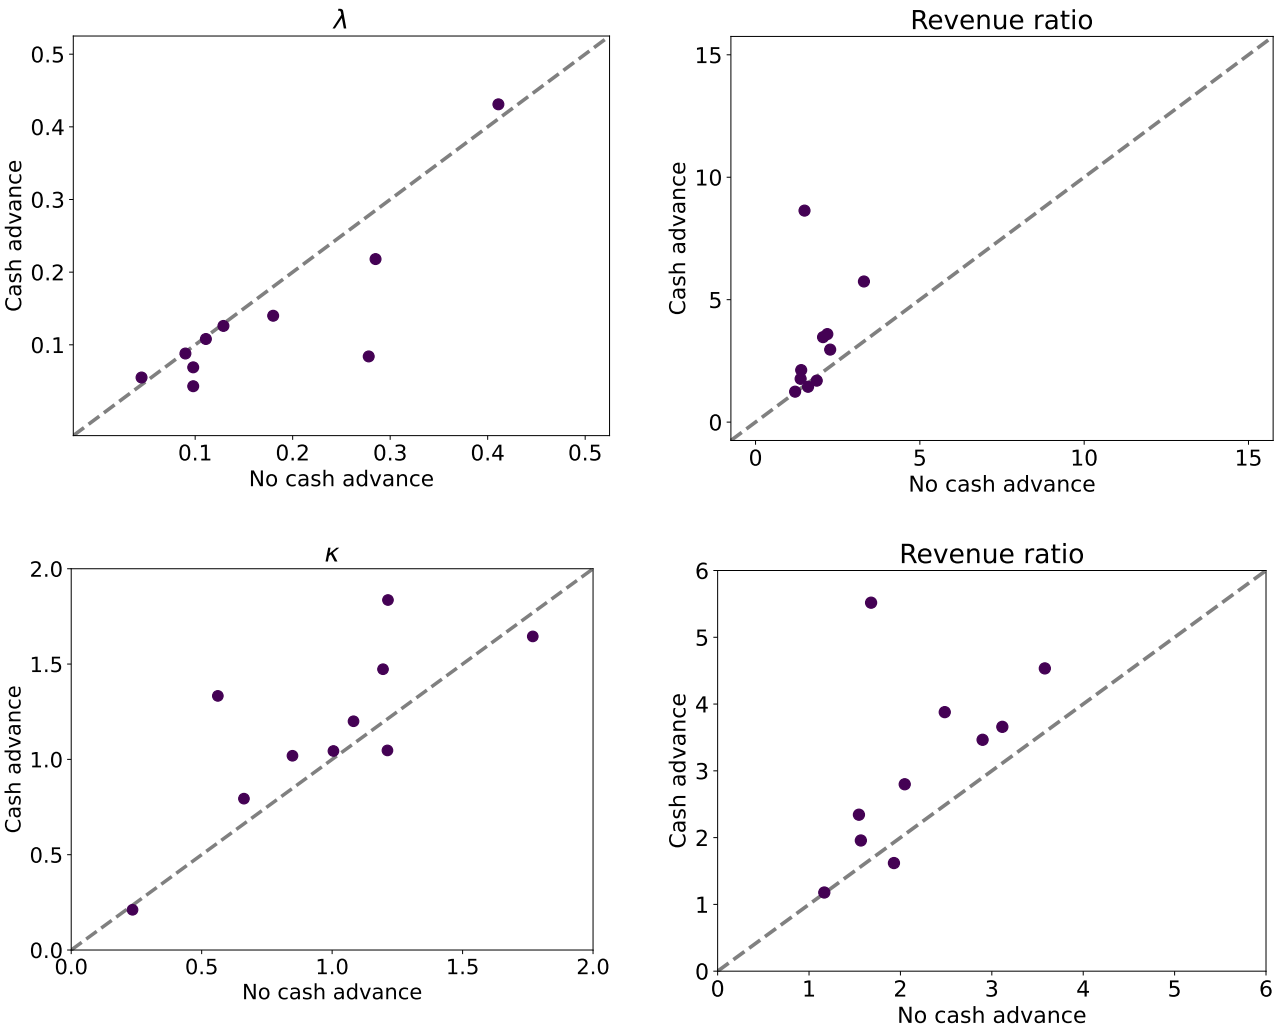 λ
Cash advance
0.5
0.4
0.3
0.2
0.1
0.1 0.2 0.3 0.4 0.5
No cash advance
Revenue ratio
Cash advance
15
10
5
0
0 5 10 15
No cash advance
κ
Cash advance
2.0
1.5
1.0
0.5
0.0
0.0 0.5 1.0 1.5 2.0
No cash advance
Revenue ratio
Cash advance
6
5
4
3
2
1
0
0 1 2 3 4 5 6
No cash advance